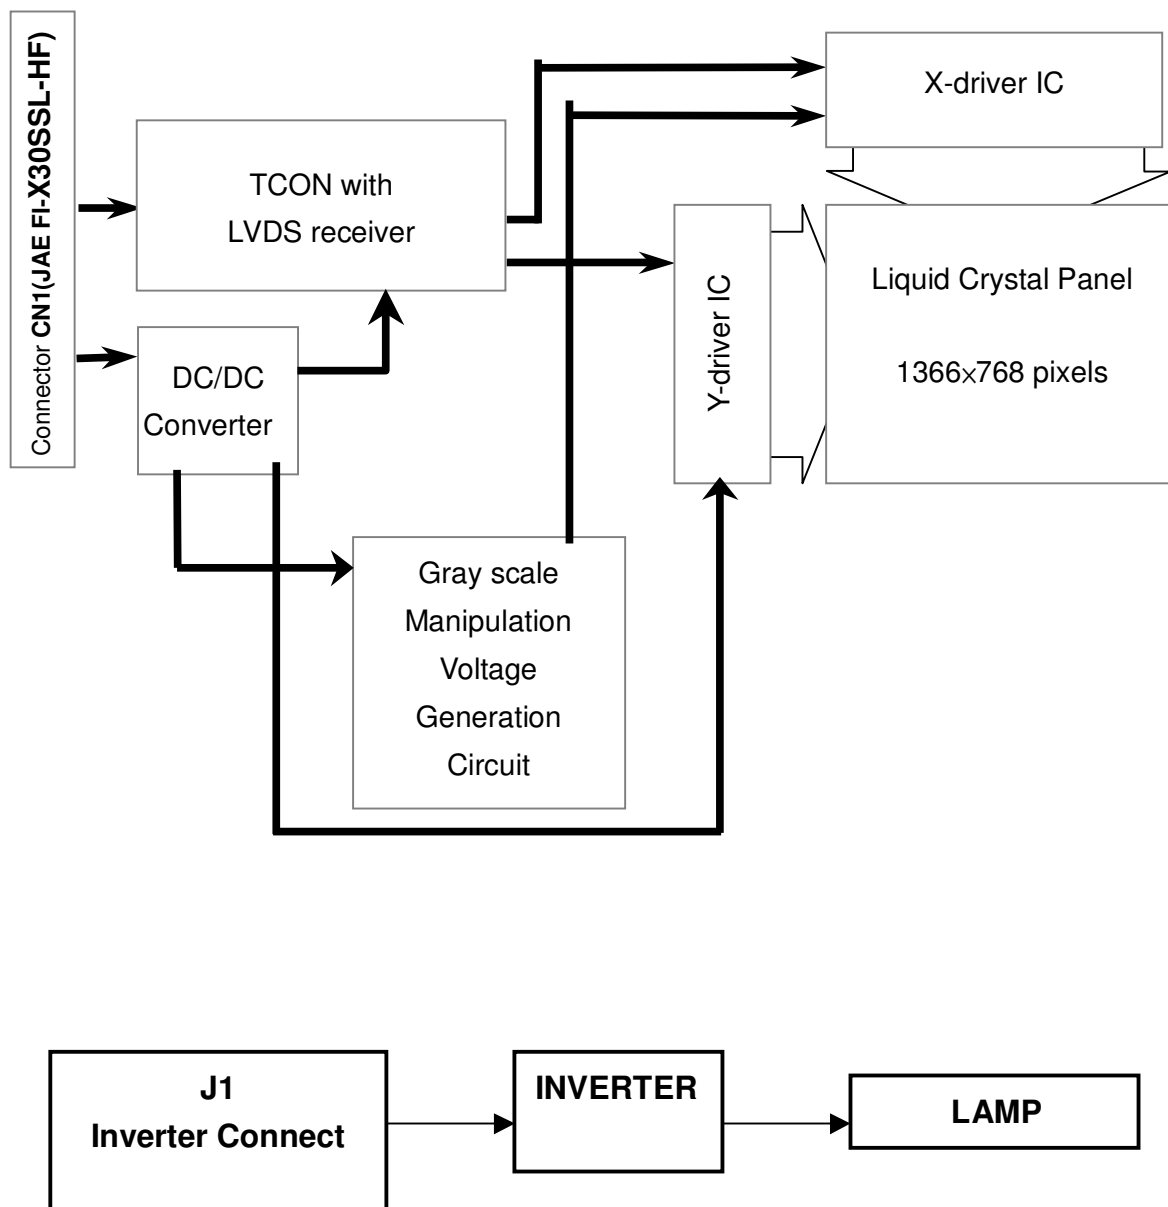 Connector CN1(JAE FI-X30SSL-HF)
TCON with
LVDS receiver
X-driver IC
DC/DC
Converter
Y-driver IC
Liquid Crystal Panel
1366×768 pixels
Gray scale
Manipulation
Voltage
Generation
Circuit
J1
Inverter Connect
INVERTER
LAMP